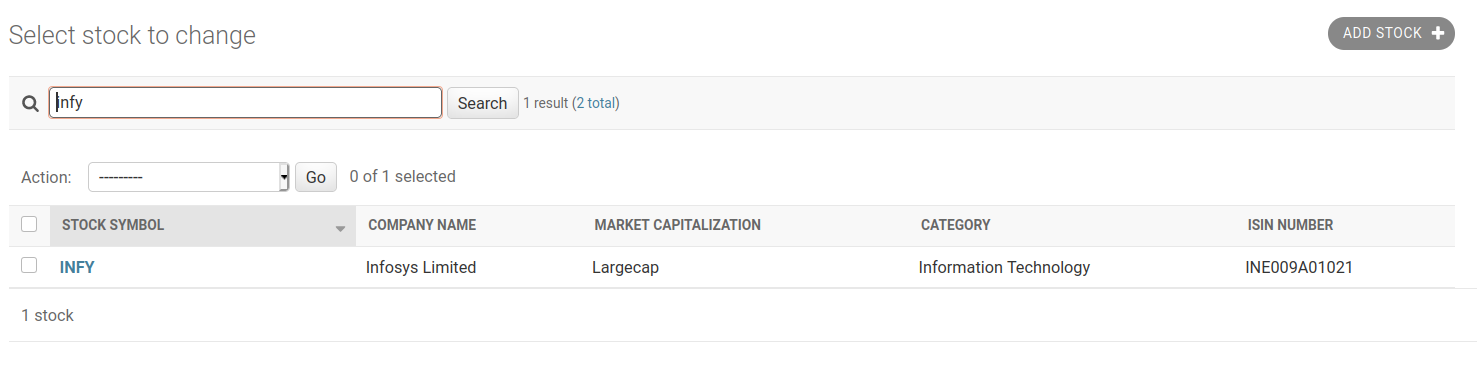 Select stock to change
ADD STOCK +
infy Search 1 result (2 total)
Action: --------- Go 0 of 1 selected
STOCK SYMBOL COMPANY NAME MARKET CAPITALIZATION CATEGORY ISIN NUMBER
INFY Infosys Limited Largecap Information Technology INE009A01021
1 stock